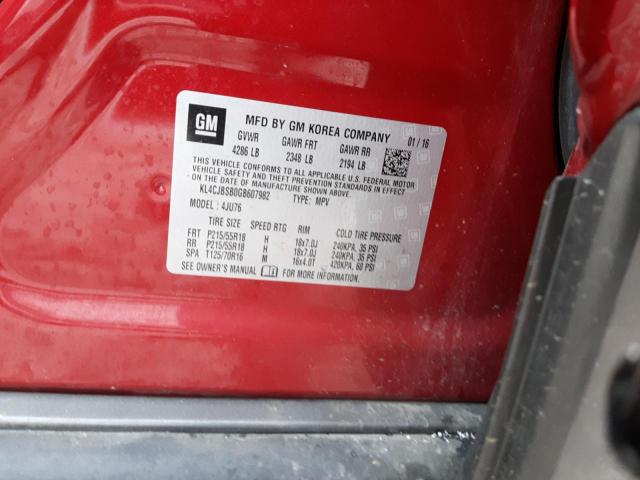 GM
MFD BY GM KOREA COMPANY 01/16
GVWR GAWR FRT GAWR RR
4286 LB 2348 LB 2194 LB
THIS VEHICLE CONFORMS TO ALL APPLICABLE U.S. FEDERAL MOTOR
VEHICLE SAFETY AND THEFT PREVENTION STANDARDS IN EFFECT
ON THE DATE OF MANUFACTURE SHOWN ABOVE.
KL4CJBSB0GB607982 TYPE: MPV
MODEL: 4JU76
TIRE SIZE SPEED RTG RIM COLD TIRE PRESSURE
FRT P215/55R18 H 18x7.0J 240KPA, 35 PSI
RR P215/55R18 H 18x7.0J 240KPA, 35 PSI
SPA T125/70R16 M 16x4.0T 420KPA, 60 PSI
SEE OWNER'S MANUAL FOR MORE INFORMATION.